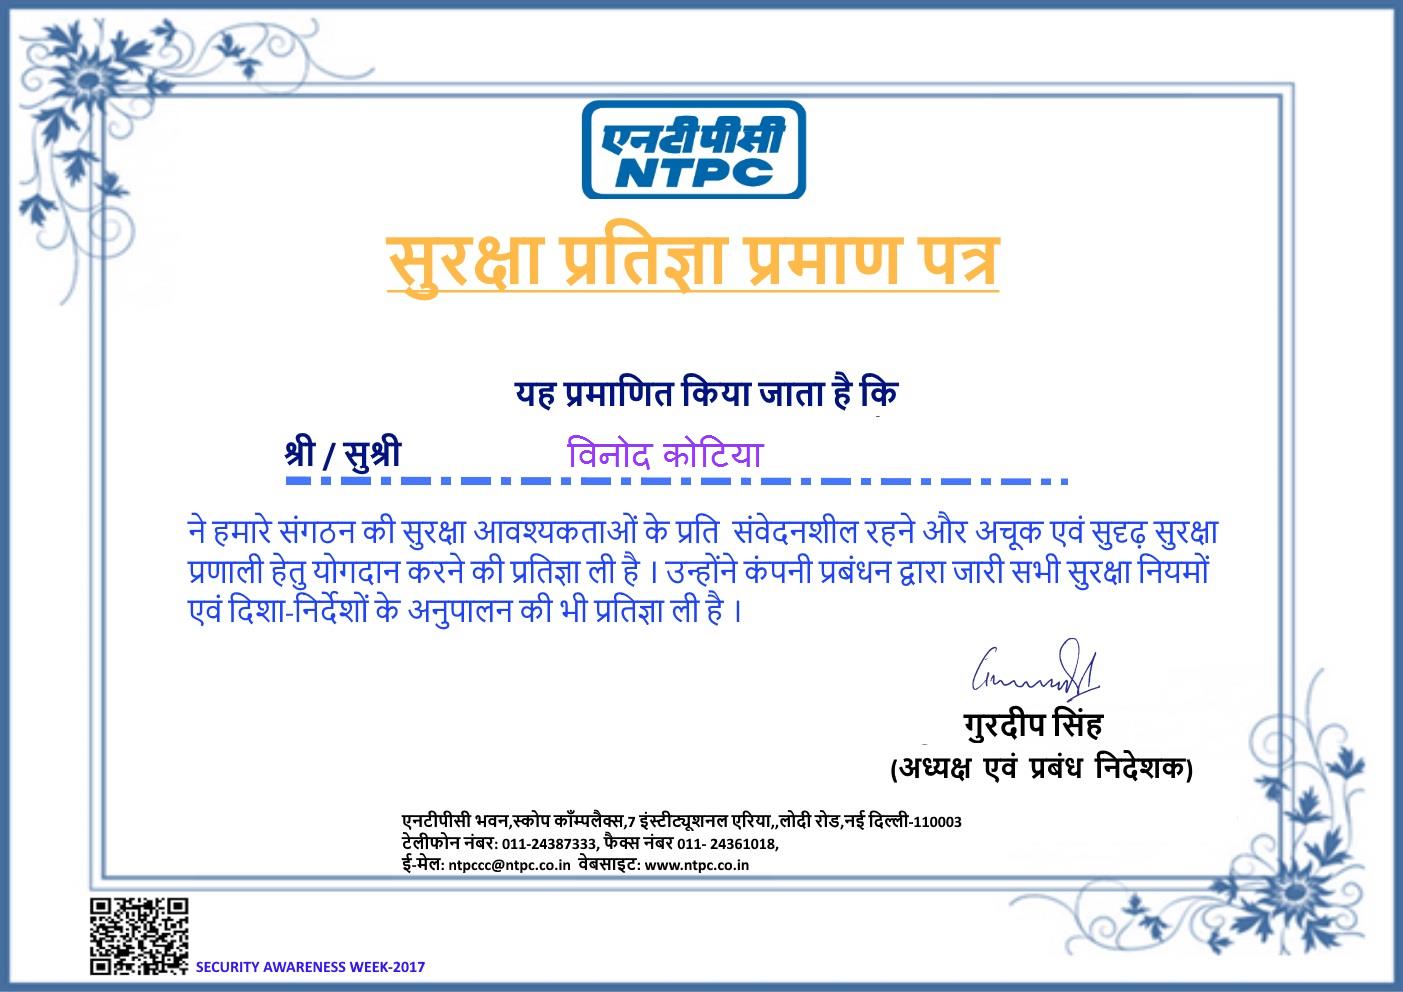 एनटीपीसी
NTPC
सुरक्षा प्रतिज्ञा प्रमाण पत्र
यह प्रमाणित किया जाता है कि
श्री / सुश्री विनोद कोटिया
ने हमारे संगठन की सुरक्षा आवश्यकताओं के प्रति संवेदनशील रहने और अचूक एवं सुदृढ़ सुरक्षा
प्रणाली हेतु योगदान करने की प्रतिज्ञा ली है । उन्होंने कंपनी प्रबंधन द्वारा जारी सभी सुरक्षा नियमों
एवं दिशा-निर्देशों के अनुपालन की भी प्रतिज्ञा ली है ।
गुरदीप सिंह
(अध्यक्ष एवं प्रबंध निदेशक)
एनटीपीसी भवन,स्कोप कॉम्पलैक्स,7 इंस्टीट्यूशनल एरिया,,लोदी रोड,नई दिल्ली-110003
टेलीफोन नंबर: 011-24387333, फैक्स नंबर 011- 24361018,
ई-मेल: ntpccc@ntpc.co.in वेबसाइट: www.ntpc.co.in
SECURITY AWARENESS WEEK-2017